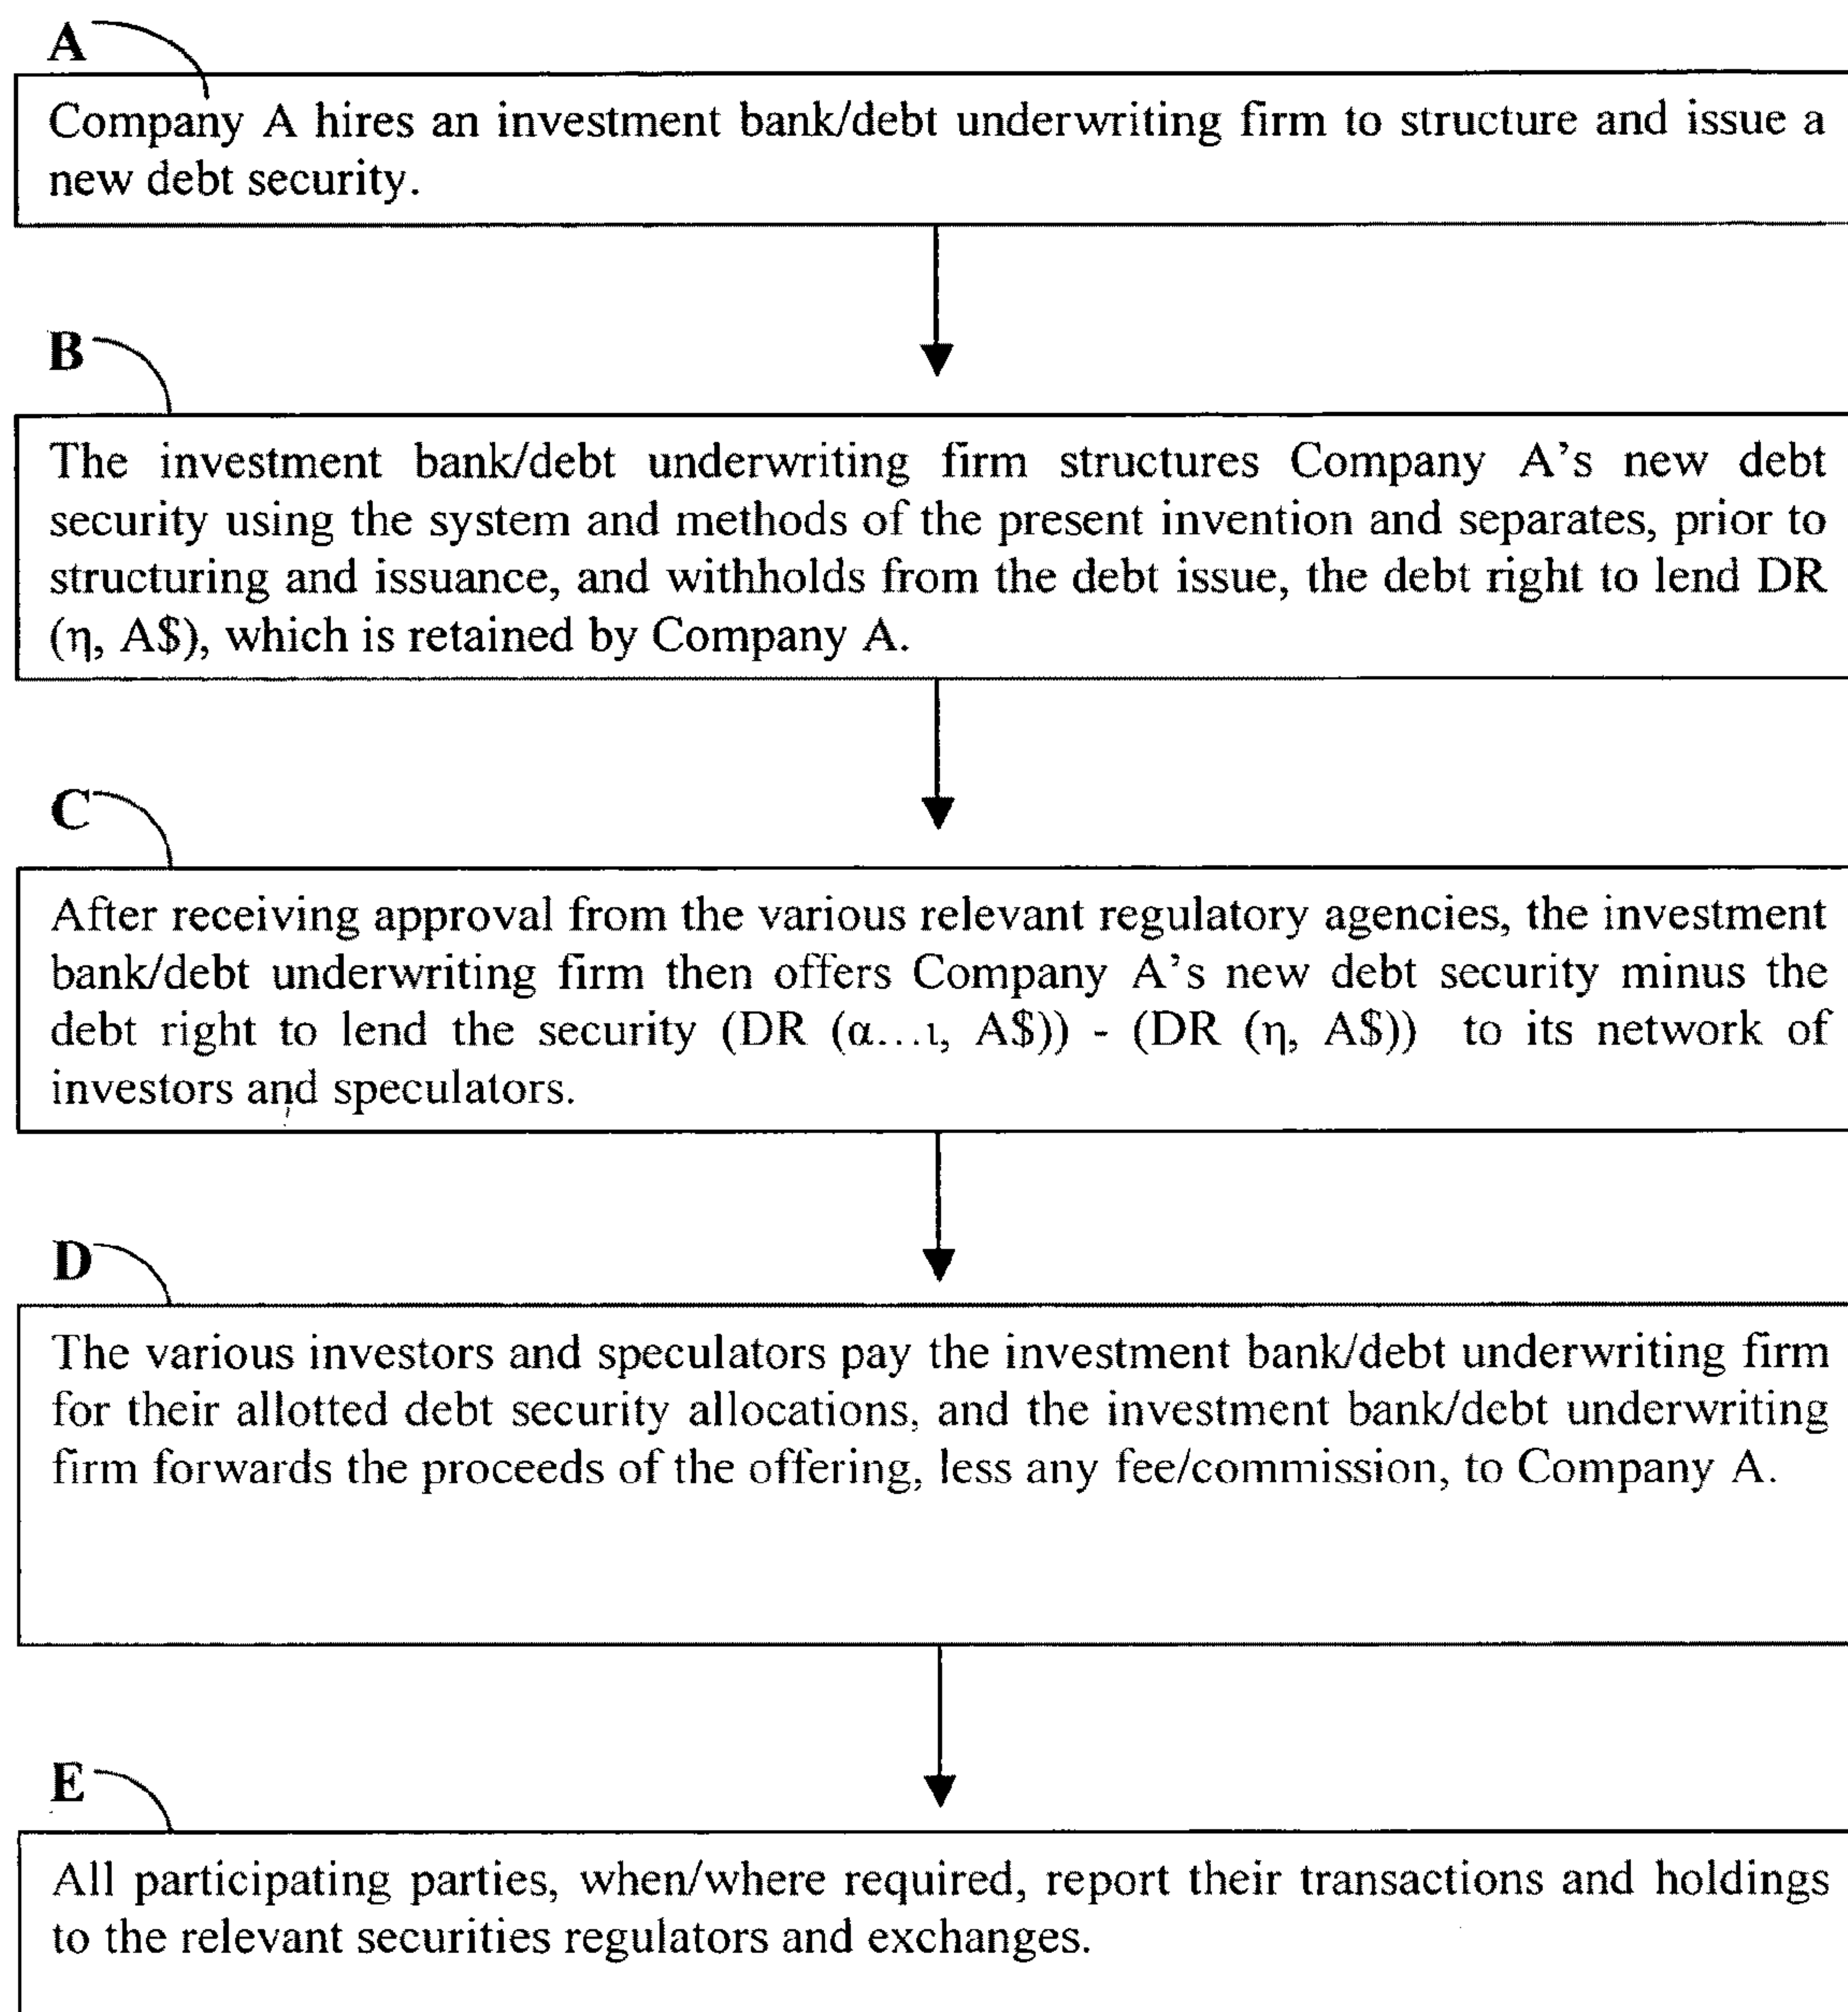 A
Company A hires an investment bank/debt underwriting firm to structure and issue a
new debt security.
B
The investment bank/debt underwriting firm structures Company A’s new debt
security using the system and methods of the present invention and separates, prior to
structuring and issuance, and withholds from the debt issue, the debt right to lend DR
(η, A$), which is retained by Company A.
C
After receiving approval from the various relevant regulatory agencies, the investment
bank/debt underwriting firm then offers Company A’s new debt security minus the
debt right to lend the security (DR (α...ι, A$)) - (DR (η, A$)) to its network of
investors and speculators.
D
The various investors and speculators pay the investment bank/debt underwriting firm
for their allotted debt security allocations, and the investment bank/debt underwriting
firm forwards the proceeds of the offering, less any fee/commission, to Company A.
E
All participating parties, when/where required, report their transactions and holdings
to the relevant securities regulators and exchanges.